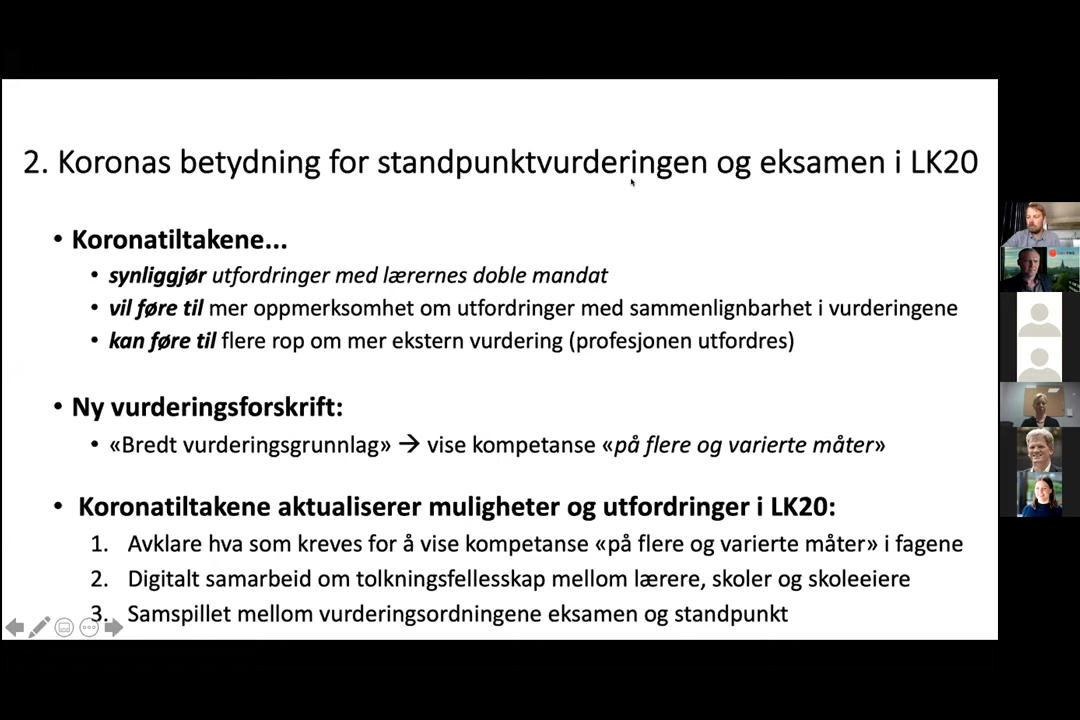 2. Koronas betydning for standpunktvurderingen og eksamen i LK20
• Koronatiltakene...
• synliggjør utfordringer med lærernes doble mandat
• vil føre til mer oppmerksomhet om utfordringer med sammenlignbarhet i vurderingene
• kan føre til flere rop om mer ekstern vurdering (profesjonen utfordres)
• Ny vurderingsforskrift:
• «Bredt vurderingsgrunnlag» → vise kompetanse «på flere og varierte måter»
• Koronatiltakene aktualiserer muligheter og utfordringer i LK20:
1. Avklare hva som kreves for å vise kompetanse «på flere og varierte måter» i fagene
2. Digitalt samarbeid om tolkningsfellesskap mellom lærere, skoler og skoleeiere
3. Samspillet mellom vurderingsordningene eksamen og standpunkt